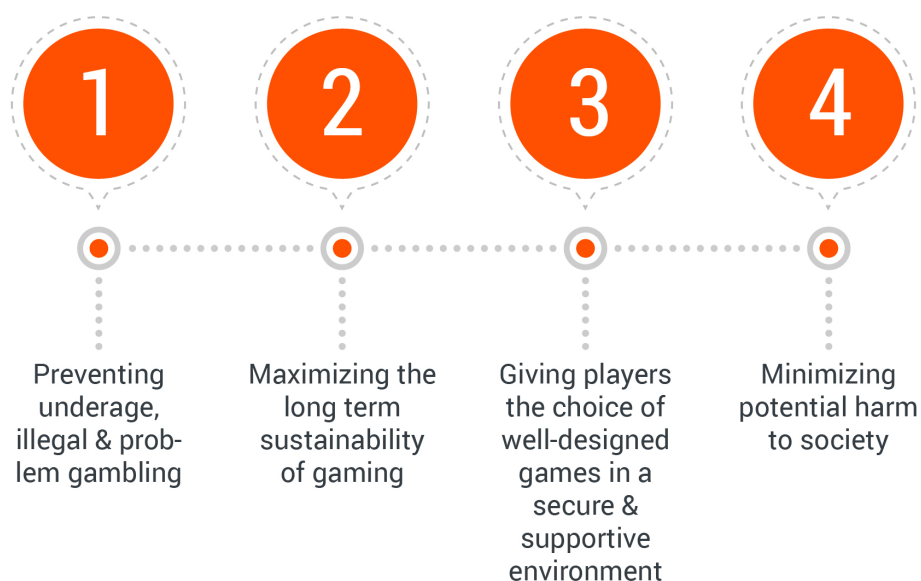 1
Preventing
underage,
illegal & prob-
lem gambling
2
Maximizing the
long term
sustainability
of gaming
3
Giving players
the choice of
well-designed
games in a
secure &
supportive
environment
4
Minimizing
potential harm
to society